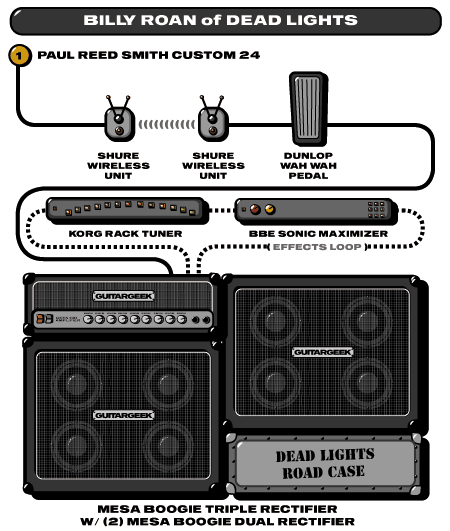 BILLY ROAN of DEAD LIGHTS
1 PAUL REED SMITH CUSTOM 24
SHURE
WIRELESS
UNIT
SHURE
WIRELESS
UNIT
DUNLOP
WAH WAH
PEDAL
KORG RACK TUNER
BBE SONIC MAXIMIZER
EFFECTS LOOP
GUITARGEEK
GUITARGEEK
GUITARGEEK
DEAD LIGHTS
ROAD CASE
MESA BOOGIE TRIPLE RECTIFIER
W/ (2) MESA BOOGIE DUAL RECTIFIER